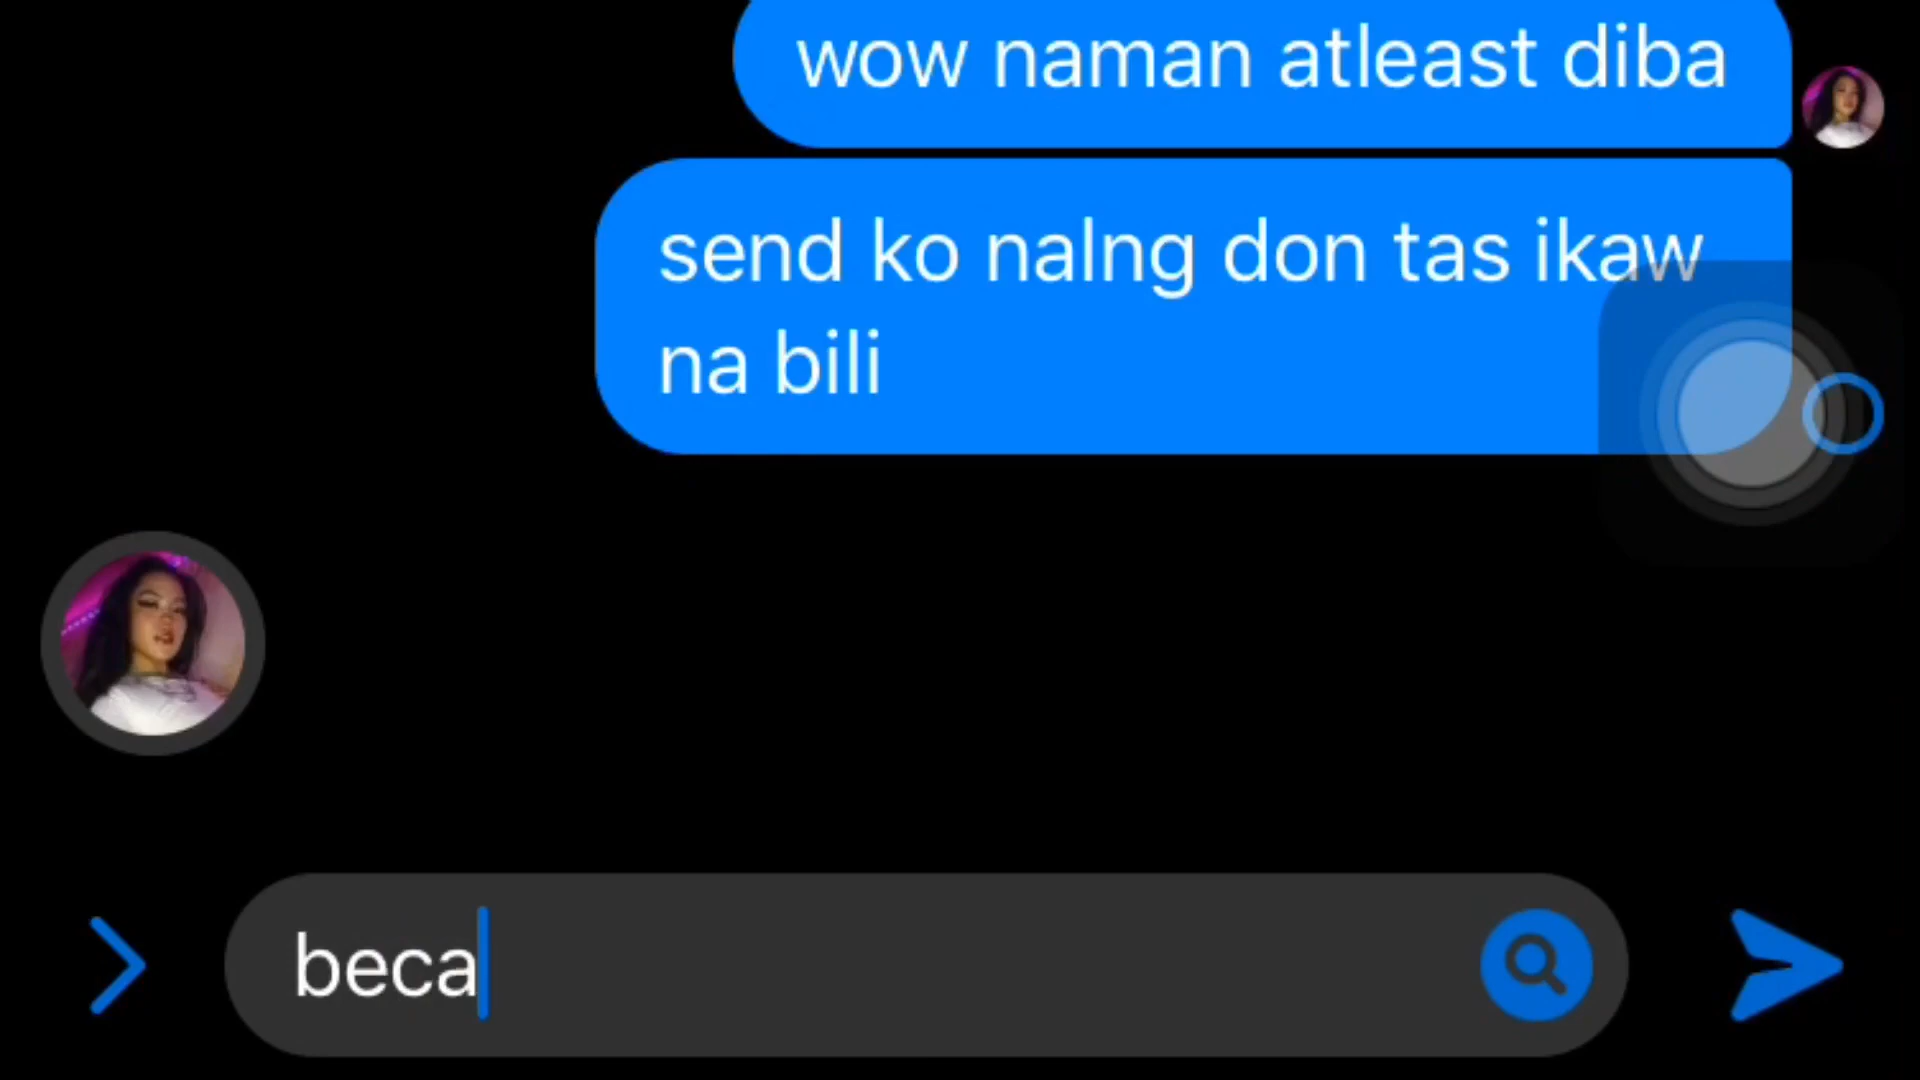 wow naman atleast diba
send ko nalng don tas ikaw
na bili
beca